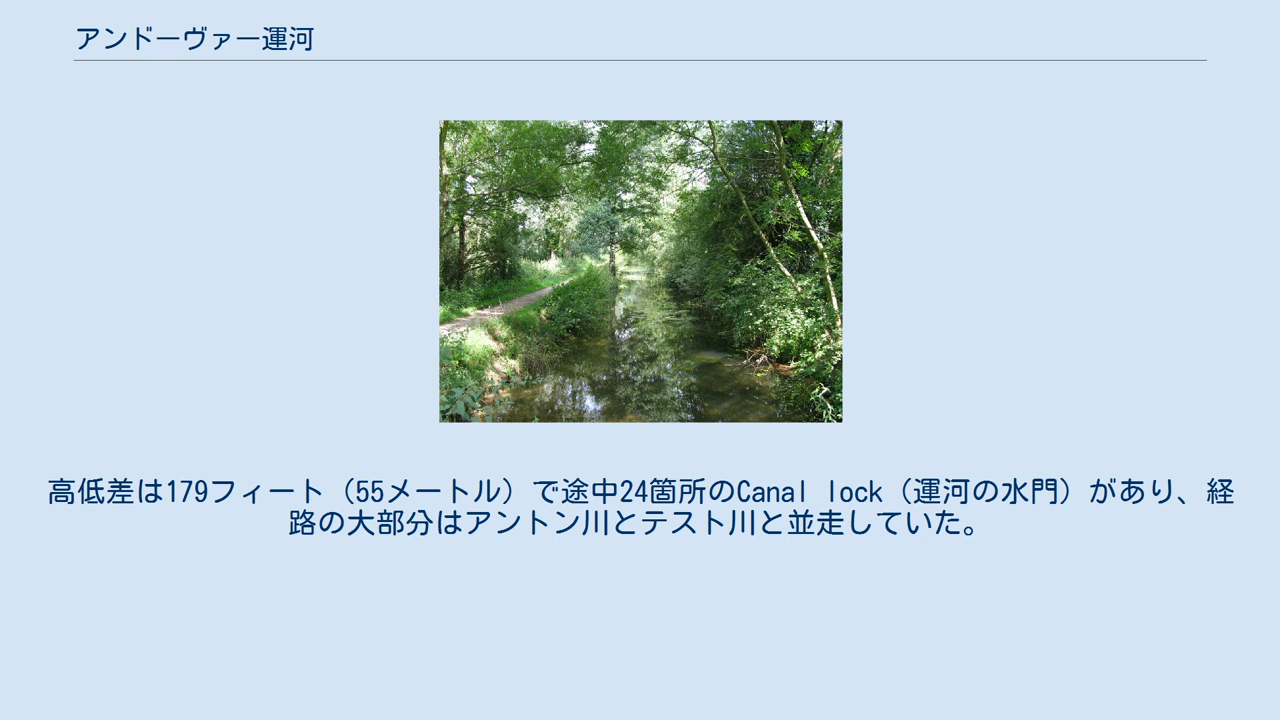 アンドーヴァー運河
高低差は179フィート（55メートル）で途中24箇所のCanal lock（運河の水門）があり、経
路の大部分はアントン川とテスト川と並走していた。